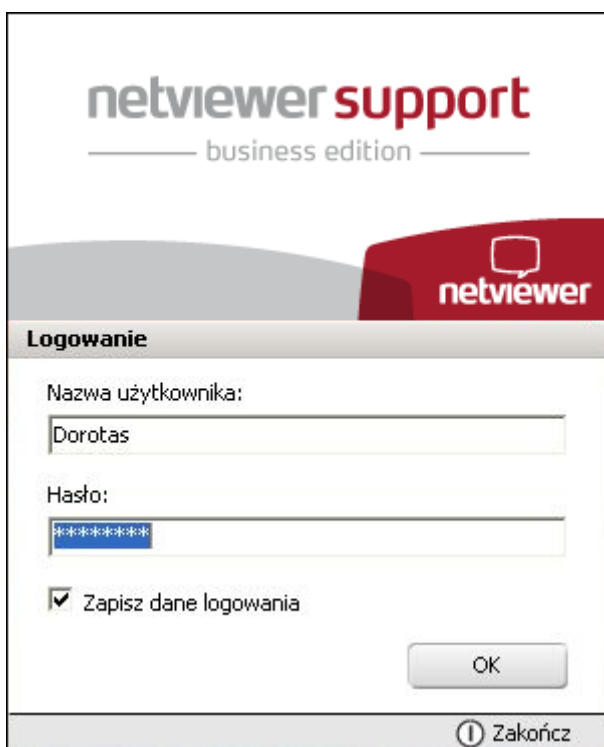 netviewer support
business edition
netviewer
Logowanie
Nazwa użytkownika:
Dorotas
Hasło:
********
Zapisz dane logowania
OK
Zakończ